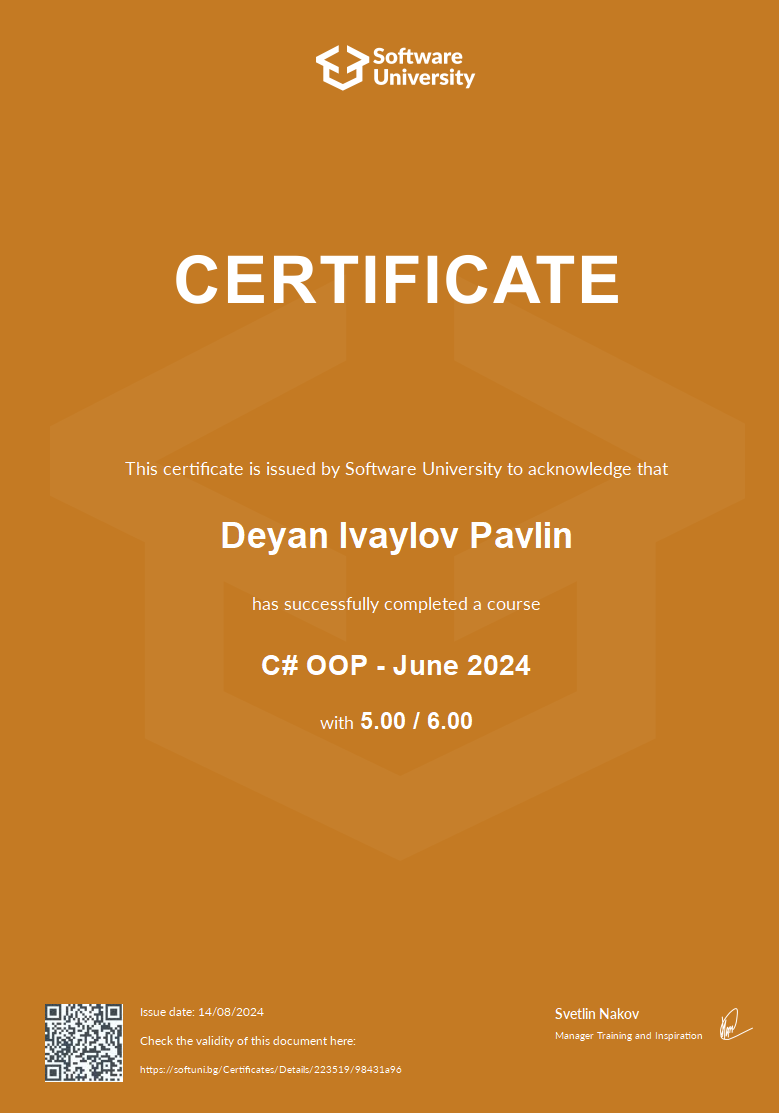 Software
University
CERTIFICATE
This certificate is issued by Software University to acknowledge that
Deyan Ivaylov Pavlin
has successfully completed a course
C# OOP - June 2024
with 5.00 / 6.00
Issue date: 14/08/2024
Check the validity of this document here:
https://softuni.bg/Certificates/Details/223519/98431a96
Svetlin Nakov
Manager Training and Inspiration